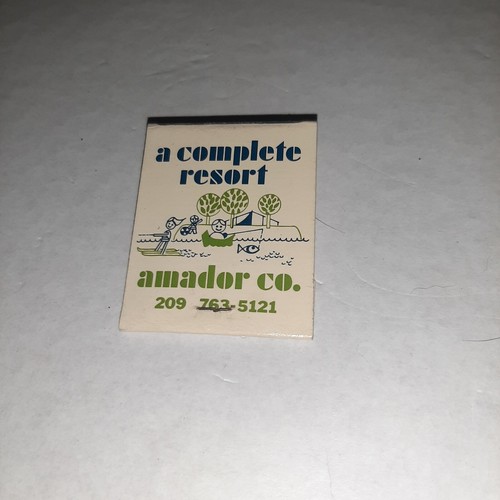 a complete
resort
amador co.
209 763-5121